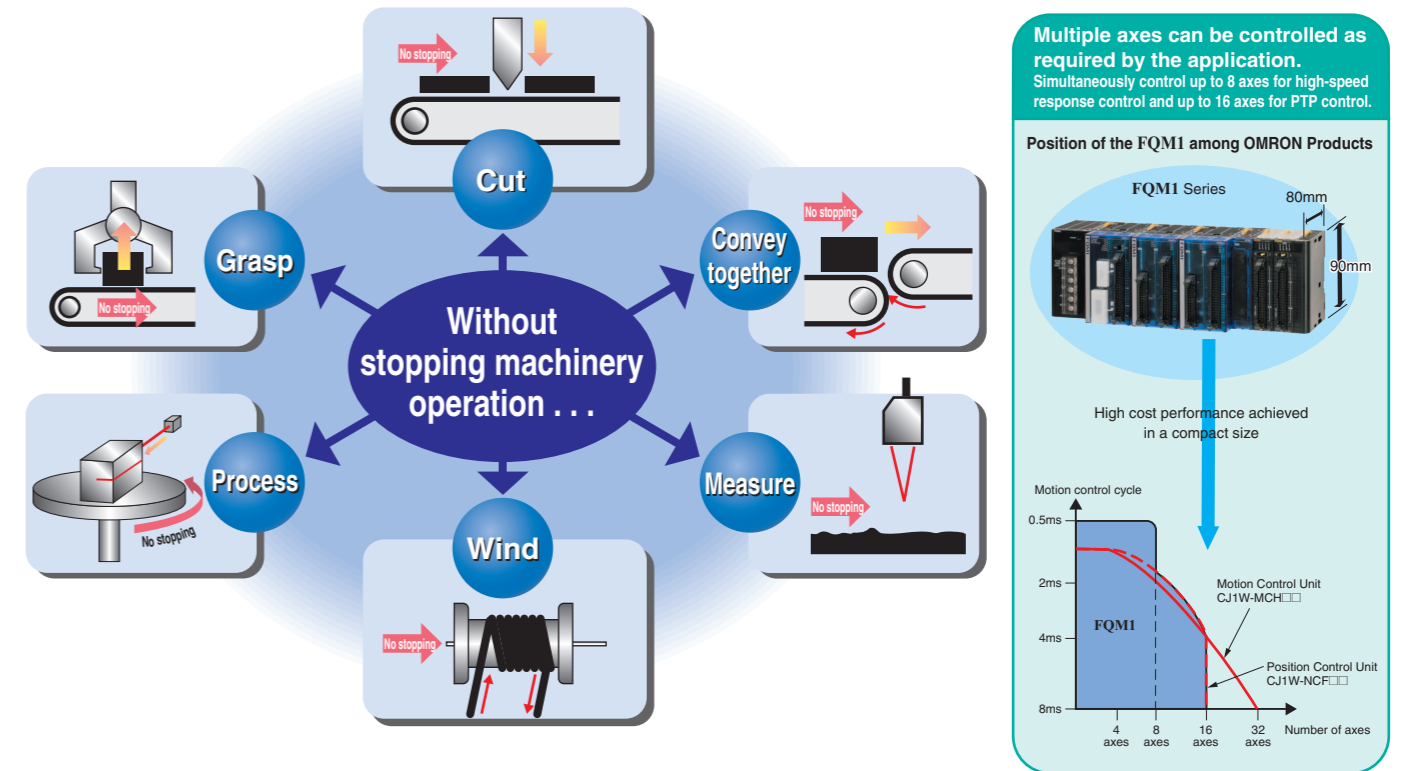 No stopping
Cut
No stopping
Grasp
No stopping
Convey
together
Without
stopping machinery
operation . . .
Process
No stopping
Measure
No stopping
Wind
No stopping
Multiple axes can be controlled as
required by the application.
Simultaneously control up to 8 axes for high-speed
response control and up to 16 axes for PTP control.
Position of the FQM1 among OMRON Products
FQM1 Series
80mm
90mm
High cost performance achieved
in a compact size
Motion control cycle
0.5ms
2ms
4ms
8ms
FQM1
Motion Control Unit
CJ1W-MCH□□
Position Control Unit
CJ1W-NCF□□
4
axes
8
axes
16
axes
32
axes
Number of axes